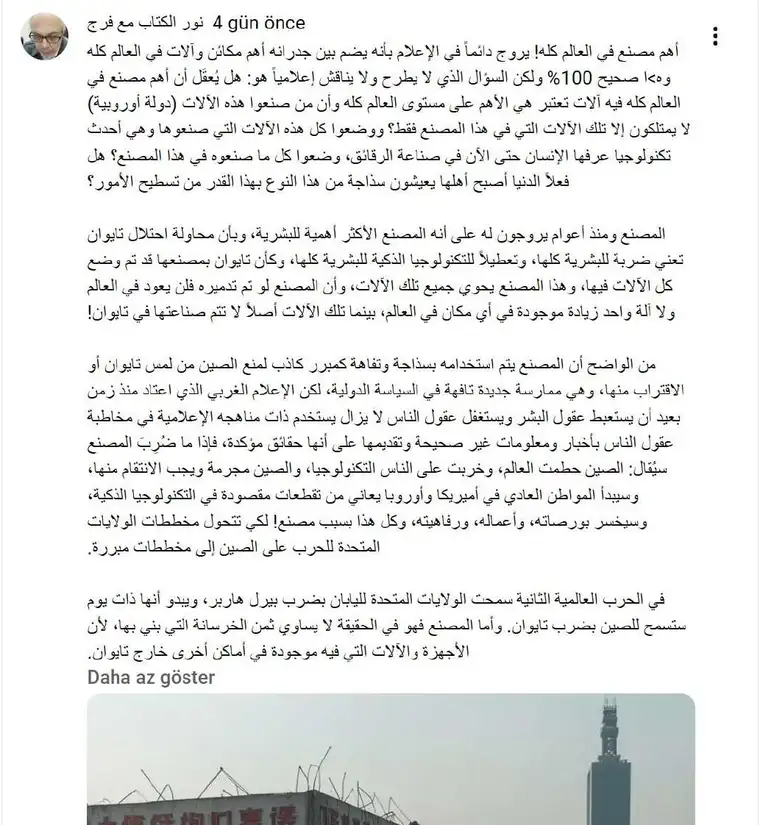 نور الكتاب مع فرج 4 gün önce
أهم مصنع في العالم كله! يروج دائماً في الإعلام بأنه يضم بين جدرانه أهم مكائن وآلات في العالم كله
وه>ا صحيح 100% ولكن السؤال الذي لا يطرح ولا يناقش إعلامياً هو: هل يُعقَل أن أهم مصنع في
العالم كله فيه آلات تعتبر هي الأهم على مستوى العالم كله وأن من صنعوا هذه الآلات (دولة أوروبية)
لا يمتلكون إلا تلك الآلات التي في هذا المصنع فقط؟ ووضعوا كل هذه الآلات التي صنعوها وهي أحدث
تكنولوجيا عرفها الإنسان حتى الآن في صناعة الرقائق، وضعوا كل ما صنعوه في هذا المصنع؟ هل
فعلاً الدنيا أصبح أهلها يعيشون سذاجة من هذا النوع بهذا القدر من تسطيح الأمور؟
المصنع ومنذ أعوام يروجون له على أنه المصنع الأكثر أهمية للبشرية، وبأن محاولة احتلال تايوان
تعني ضربة للبشرية كلها، وتعطيلاً للتكنولوجيا الذكية للبشرية كلها، وكأن تايوان بمصنعها قد تم وضع
كل الآلات فيها، وهذا المصنع يحوي جميع تلك الآلات، وأن المصنع لو تم تدميره فلن يعود في العالم
ولا آلة واحد زيادة موجودة في أي مكان في العالم، بينما تلك الآلات أصلاً لا تتم صناعتها في تايوان!
من الواضح أن المصنع يتم استخدامه بسذاجة وتفاهة كمبرر كاذب لمنع الصين من لمس تايوان أو
الاقتراب منها، وهي ممارسة جديدة تافهة في السياسة الدولية، لكن الإعلام الغربي الذي اعتاد منذ زمن
بعيد أن يستعبط عقول البشر ويستغفل عقول الناس لا يزال يستخدم ذات مناهجه الإعلامية في مخاطبة
عقول الناس بأخبار ومعلومات غير صحيحة وتقديمها على أنها حقائق مؤكدة، فإذا ما ضُرِبَ المصنع
سيُقال: الصين حطمت العالم، وخربت على الناس التكنولوجيا، والصين مجرمة ويجب الانتقام منها،
وسيبدأ المواطن العادي في أميريكا وأوروبا يعاني من تقطعات مقصودة في التكنولوجيا الذكية،
وسيخسر بورصاته، وأعماله، ورفاهيته، وكل هذا بسبب مصنع! لكي تتحول مخططات الولايات
المتحدة للحرب على الصين إلى مخططات مبررة.
في الحرب العالمية الثانية سمحت الولايات المتحدة لليابان بضرب بيرل هاربر، ويبدو أنها ذات يوم
ستسمح للصين بضرب تايوان. وأما المصنع فهو في الحقيقة لا يساوي ثمن الخرسانة التي بني بها، لأن
الأجهزة والآلات التي فيه موجودة في أماكن أخرى خارج تايوان.
Daha az göster